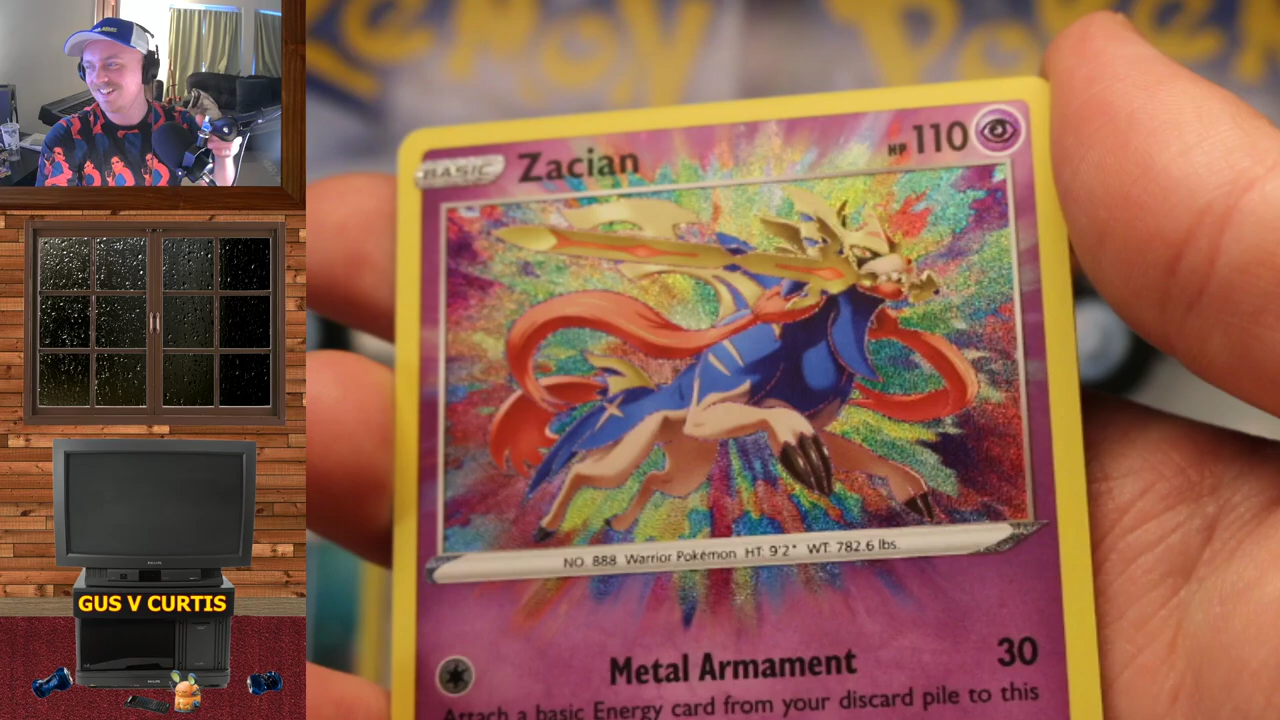 BASIC Zacian HP 110
NO. 888 Warrior Pokémon HT: 9'2" WT: 782.6 lbs.
Metal Armament 30
Attach a basic Energy card from your discard pile to this
GUS V CURTIS
PHILIPS